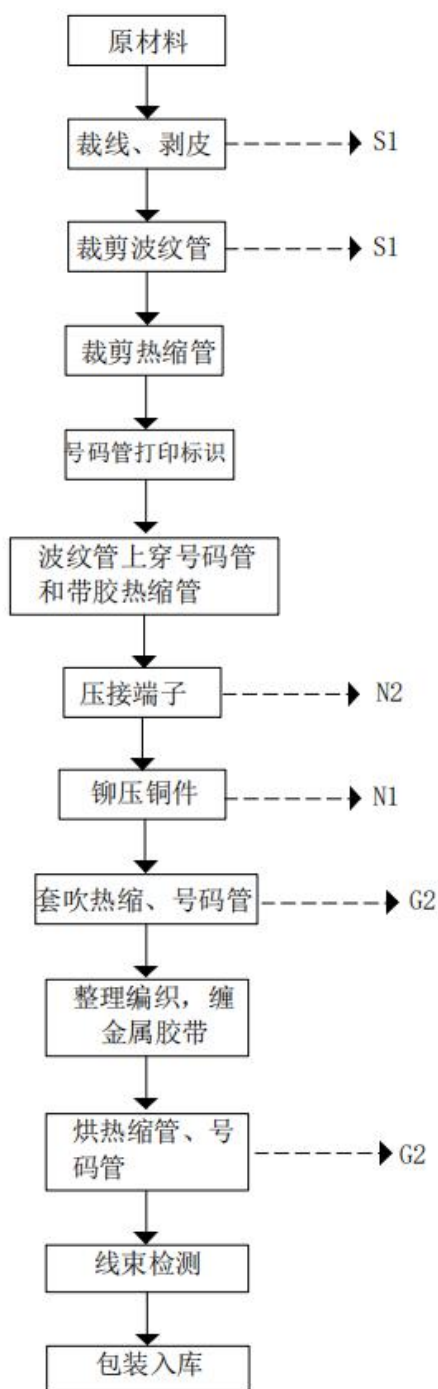 原材料
裁线、剥皮
S1
裁剪波纹管
S1
裁剪热缩管
号码管打印标识
波纹管上穿号码管
和带胶热缩管
压接端子
N2
铆压铜件
N1
套吹热缩、号码管
G2
整理编织，缠
金属胶带
烘热缩管、号
码管
G2
线束检测
包装入库